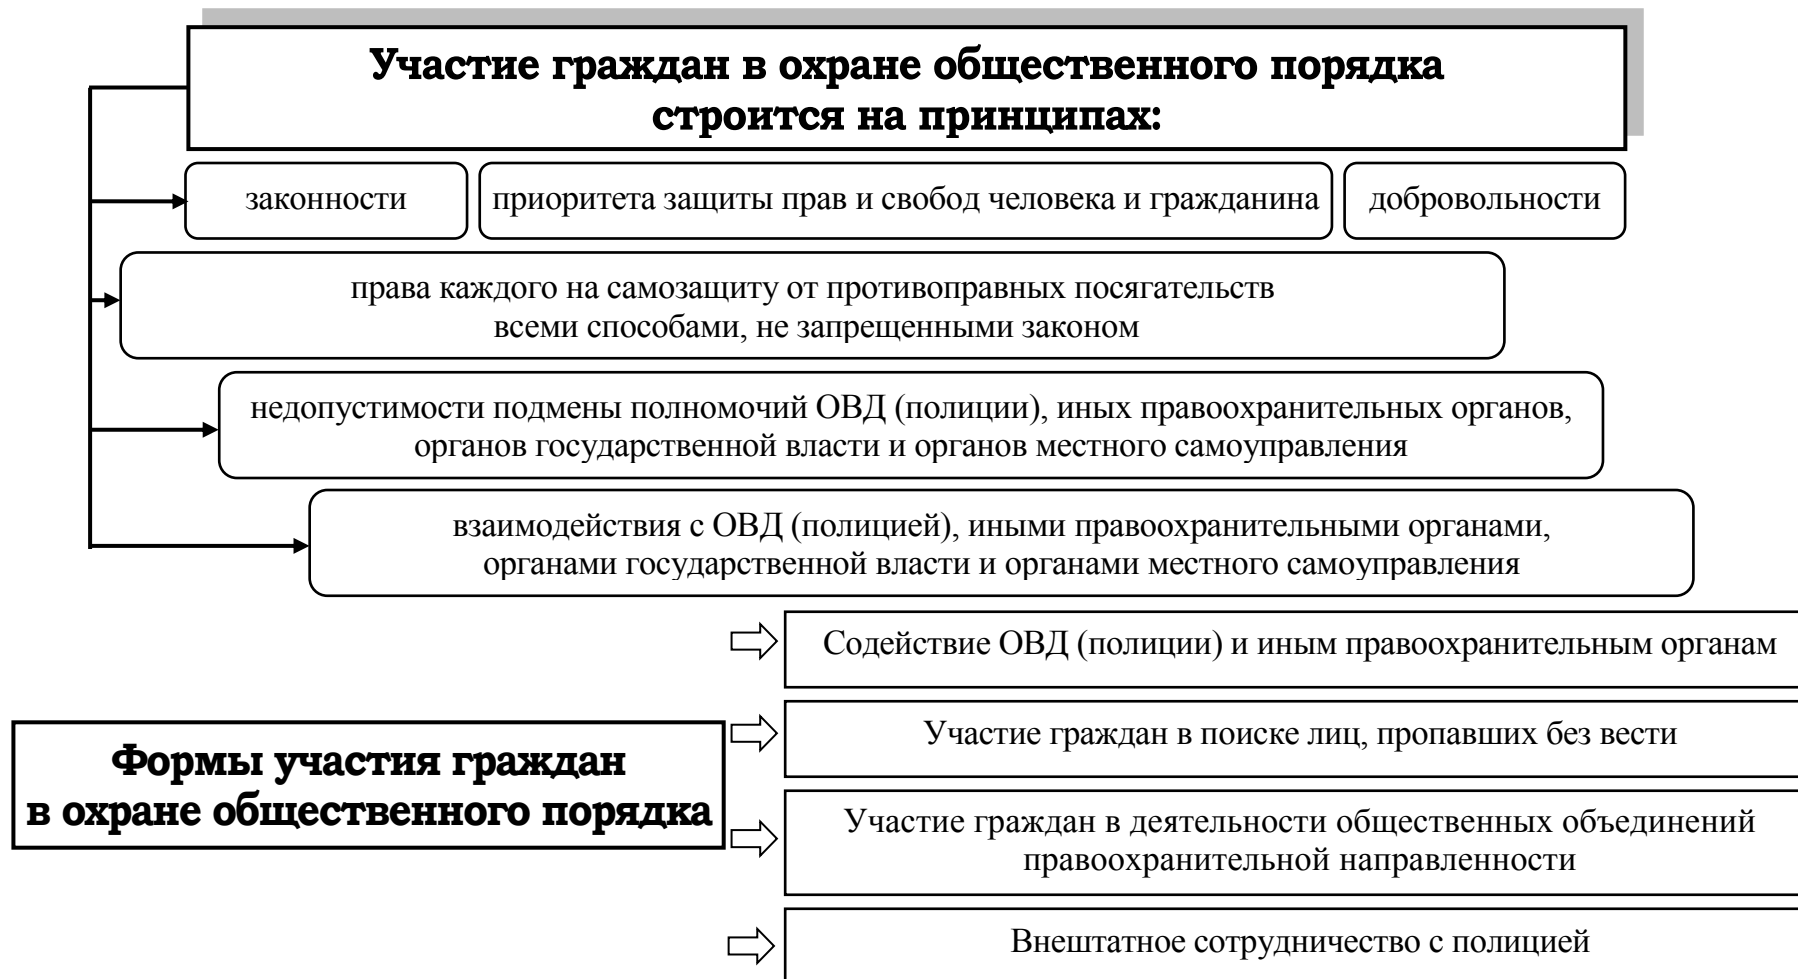 Участие граждан в охране общественного порядка
строится на принципах:
законности
приоритета защиты прав и свобод человека и гражданина
добровольности
права каждого на самозащиту от противоправных посягательств
всеми способами, не запрещенными законом
недопустимости подмены полномочий ОВД (полиции), иных правоохранительных органов,
органов государственной власти и органов местного самоуправления
взаимодействия с ОВД (полицией), иными правоохранительными органами,
органами государственной власти и органами местного самоуправления
Формы участия граждан
в охране общественного порядка
Содействие ОВД (полиции) и иным правоохранительным органам
Участие граждан в поиске лиц, пропавших без вести
Участие граждан в деятельности общественных объединений
правоохранительной направленности
Внештатное сотрудничество с полицией